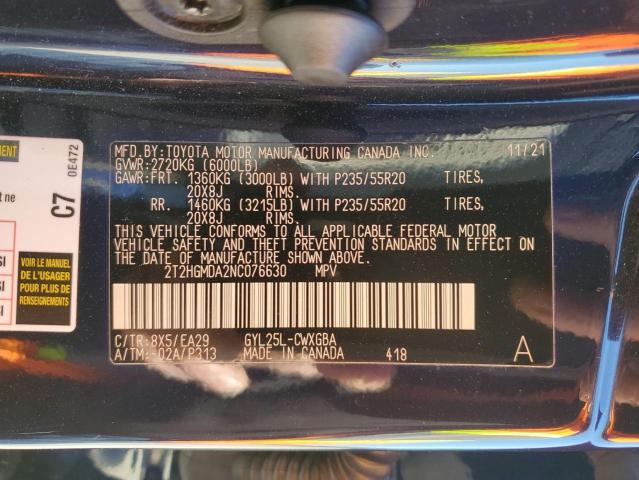 MENT
0E472
t ne
C7
SI
SI
VOIR LE MANUEL
DE L'USAGER
POUR PLUS DE
RENSEIGNEMENTS
MFD.BY:TOYOTA MOTOR MANUFACTURING CANADA INC. 11/21
GVWR:2720KG (6000LB)
GAWR:FRT. 1360KG (3000LB) WITH P235/55R20 TIRES,
20X8J RIMS,
RR. 1460KG (3215LB) WITH P235/55R20 TIRES,
20X8J RIMS.
THIS VEHICLE CONFORMS TO ALL APPLICABLE FEDERAL MOTOR
VEHICLE SAFETY AND THEFT PREVENTION STANDARDS IN EFFECT ON
THE DATE OF MANUFACTURE SHOWN ABOVE.
2T2HGMDA2NC076630 MPV
C/TR:8X5/EA29 GYL25L-CWXGBA
A/TM:-02A/P313 MADE IN CANADA 418 A